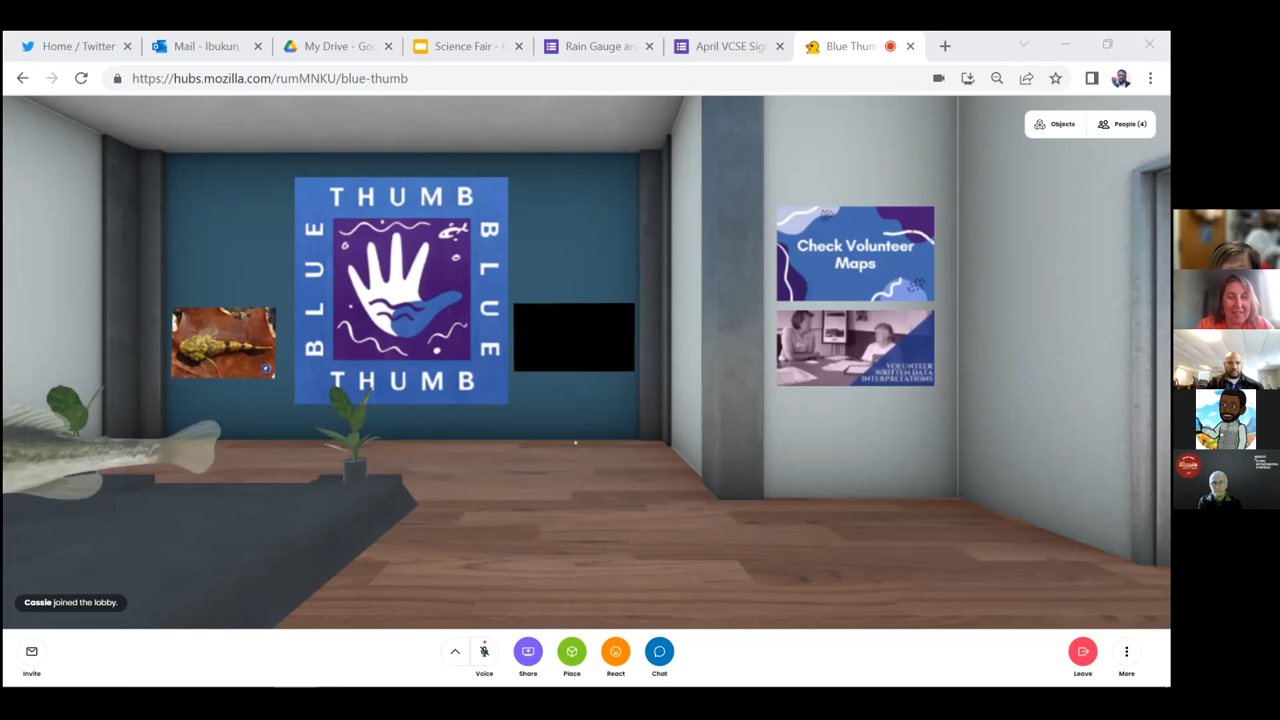 Home / Twitter
Mail - Ibukun,
My Drive - Goo
Science Fair -
Rain Gauge an
April VCSE Sig
Blue Thum
https://hubs.mozilla.com/rumMNKU/blue-thumb
Objects
People (4)
THUMB
BLUE
BLUE
THUMB
Check Volunteer
Maps
VOLUNTEER
WRITTEN DATA
INTERPRETATIONS
Cassie joined the lobby.
Invite
Voice
Share
Place
React
Chat
Leave
More